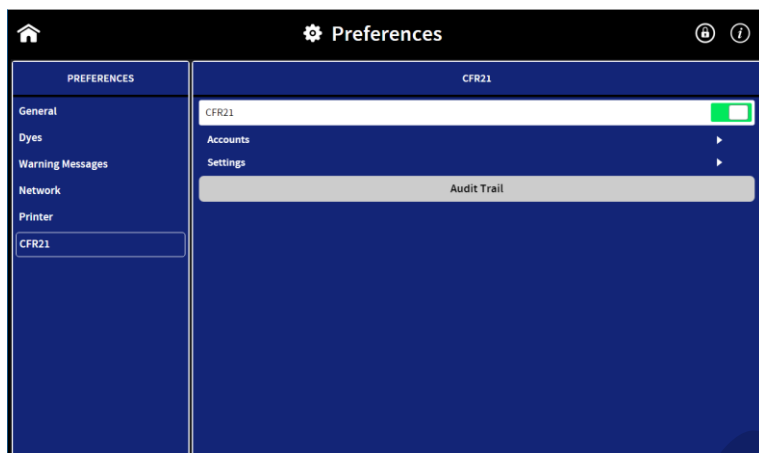 Preferences
PREFERENCES
General
Dyes
Warning Messages
Network
Printer
CFR21
CFR21
CFR21
Accounts
Settings
Audit Trail